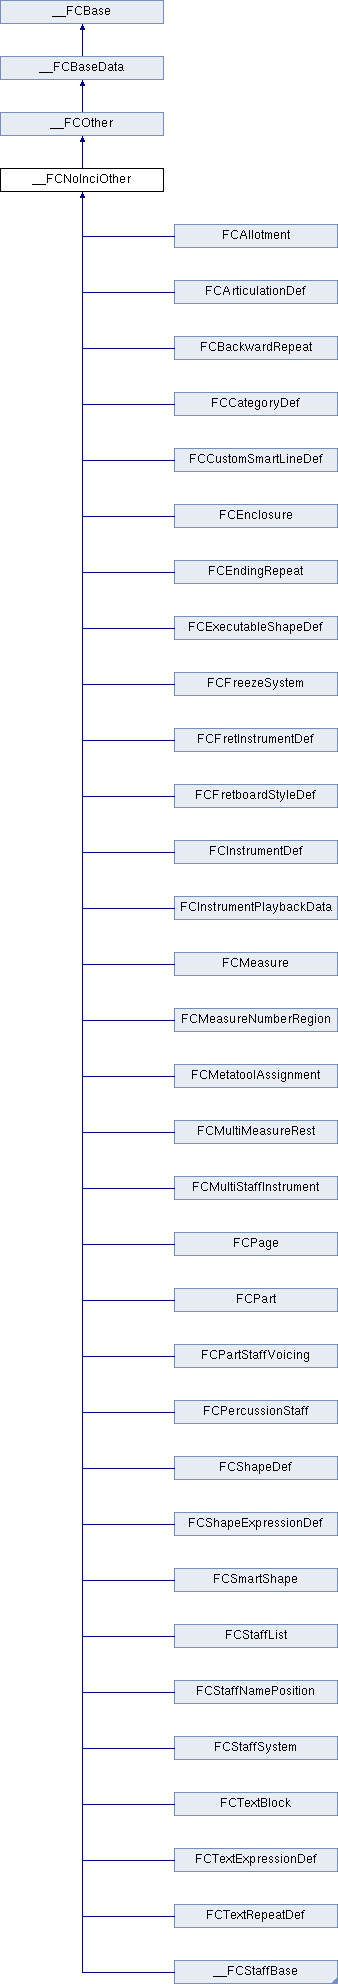 __FCBase
__FCBaseData
__FCOther
__FCNoInciOther
FCAllotment
FCArticulationDef
FCBackwardRepeat
FCCategoryDef
FCCustomSmartLineDef
FCEnclosure
FCEndingRepeat
FCExecutableShapeDef
FCFreezeSystem
FCFretInstrumentDef
FCFretboardStyleDef
FCInstrumentDef
FCInstrumentPlaybackData
FCMeasure
FCMeasureNumberRegion
FCMetatoolAssignment
FCMultiMeasureRest
FCMultiStaffInstrument
FCPage
FCPart
FCPartStaffVoicing
FCPercussionStaff
FCShapeDef
FCShapeExpressionDef
FCSmartShape
FCStaffList
FCStaffNamePosition
FCStaffSystem
FCTextBlock
FCTextExpressionDef
FCTextRepeatDef
__FCStaffBase